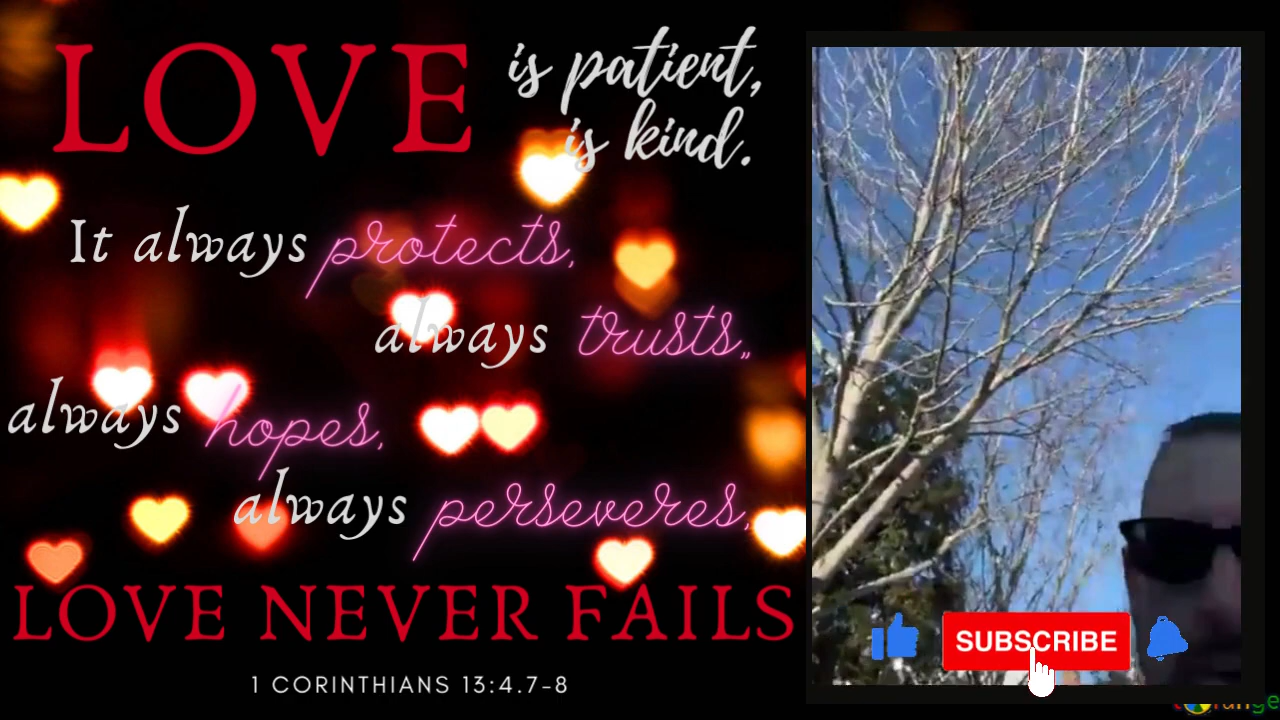 LOVE is patient,
is kind.
It always protects,
always trusts,,
always hopes,
always perseveres,
LOVE NEVER FAILS
1 CORINTHIANS 13:4.7-8
SUBSCRIBE